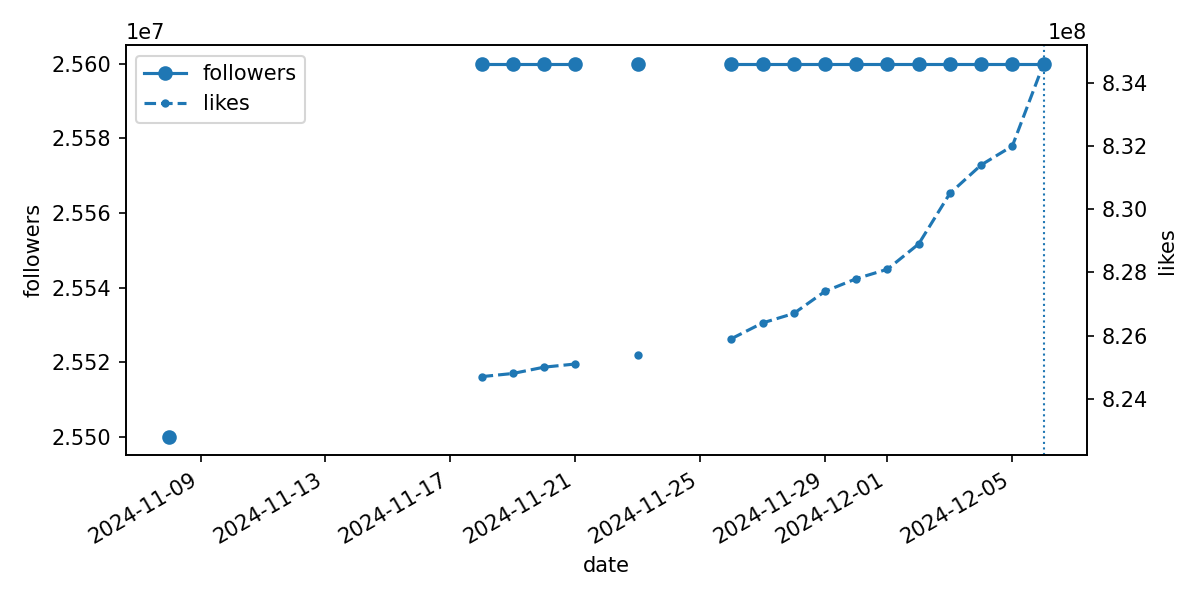 1e7
1e8
followers
likes
2.560
2.558
2.556
2.554
2.552
2.550
followers
8.34
8.32
8.30
8.28
8.26
8.24
likes
2024-11-09
2024-11-13
2024-11-17
2024-11-21
2024-11-25
2024-11-29
2024-12-01
2024-12-05
date